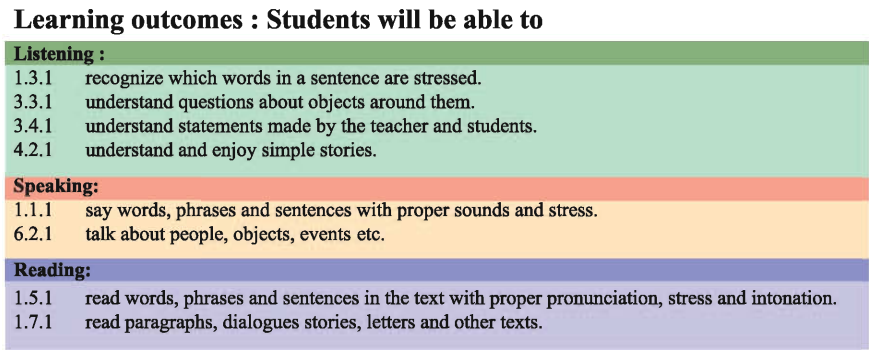 Learning outcomes : Students will be able to
Listening :
1.3.1 recognize which words in a sentence are stressed.
3.3.1 understand questions about objects around them.
3.4.1 understand statements made by the teacher and students.
4.2.1 understand and enjoy simple stories.
Speaking:
1.1.1 say words, phrases and sentences with proper sounds and stress.
6.2.1 talk about people, objects, events etc.
Reading:
1.5.1 read words, phrases and sentences in the text with proper pronunciation, stress and intonation.
1.7.1 read paragraphs, dialogues stories, letters and other texts.